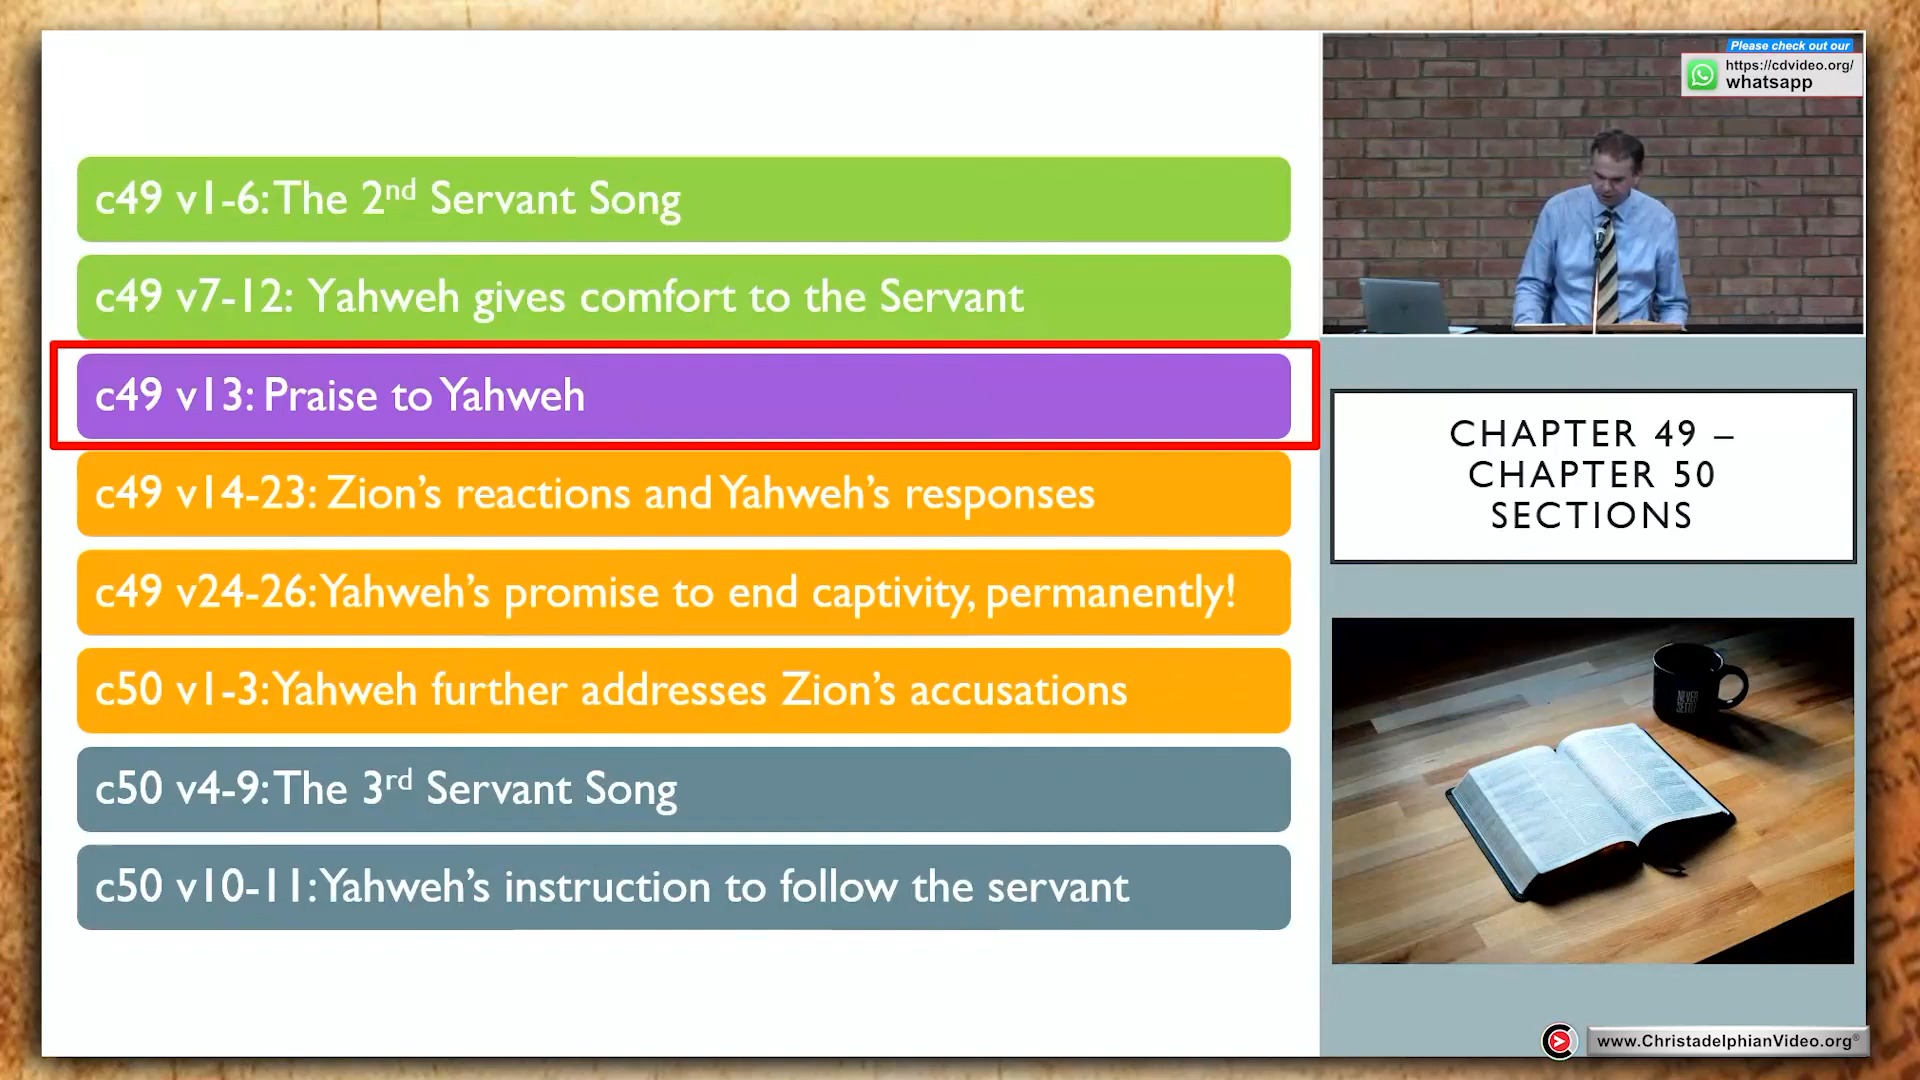 c49 v1-6: The 2nd Servant Song
c49 v7-12: Yahweh gives comfort to the Servant
c49 v13: Praise to Yahweh
c49 v14-23: Zion’s reactions and Yahweh’s responses
c49 v24-26: Yahweh’s promise to end captivity, permanently!
c50 v1-3: Yahweh further addresses Zion’s accusations
c50 v4-9: The 3rd Servant Song
c50 v10-11: Yahweh’s instruction to follow the servant
Please check out our
https://cdvideo.org/
whatsapp
CHAPTER 49 –
CHAPTER 50
SECTIONS
NEVER
SETTLE
www.ChristadelphianVideo.org®